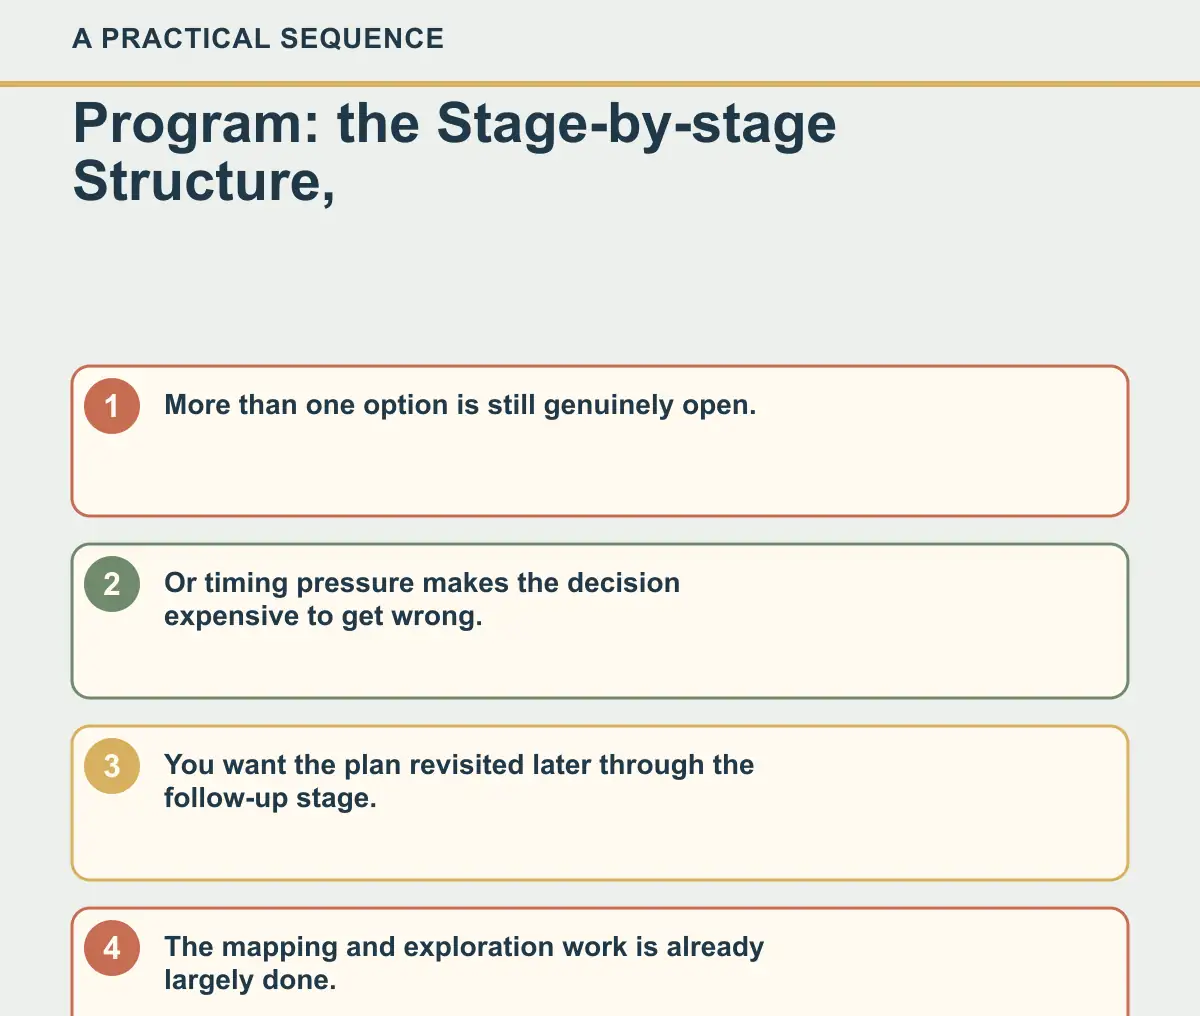 A PRACTICAL SEQUENCE
Program: the Stage-by-stage
Structure,
1
More than one option is still genuinely open.
2
Or timing pressure makes the decision
expensive to get wrong.
3
You want the plan revisited later through the
follow-up stage.
4
The mapping and exploration work is already
largely done.